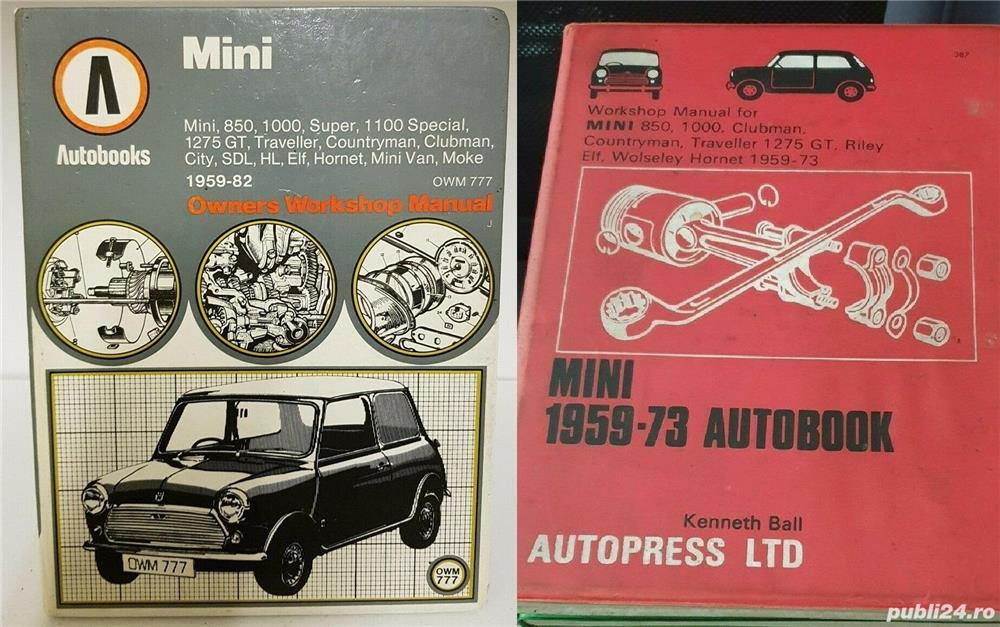 Autobooks
Mini
Mini, 850, 1000, Super, 1100 Special,
1275 GT, Traveller, Countryman, Clubman,
City, SDL, HL, Elf, Hornet, Mini Van, Moke
1959-82
OWM 777
Owners Workshop Manual
OWM 777
OWM
777
387
Workshop Manual for
MINI 850, 1000, Clubman,
Countryman, Traveller 1275 GT, Riley
Elf, Wolseley Hornet 1959-73
MINI
1959-73 AUTOBOOK
Kenneth Ball
AUTOPRESS LTD
publi24.ro